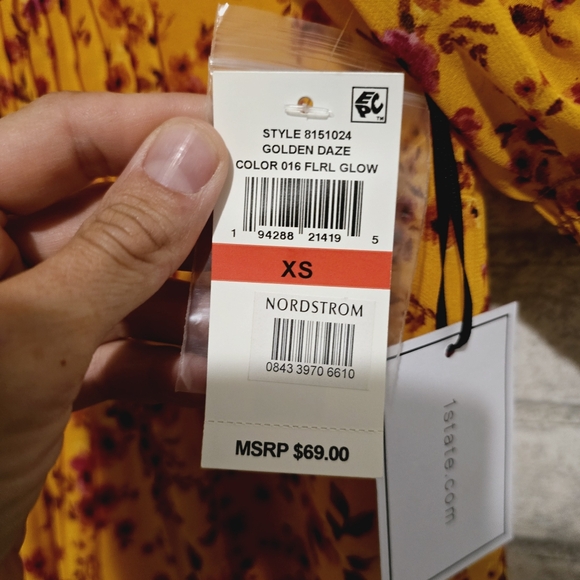 EPC™
STYLE 8151024
GOLDEN DAZE
COLOR 016 FLRL GLOW
1 94288 21419 5
XS
NORDSTROM
0843 3970 6610
MSRP $69.00
1state.com